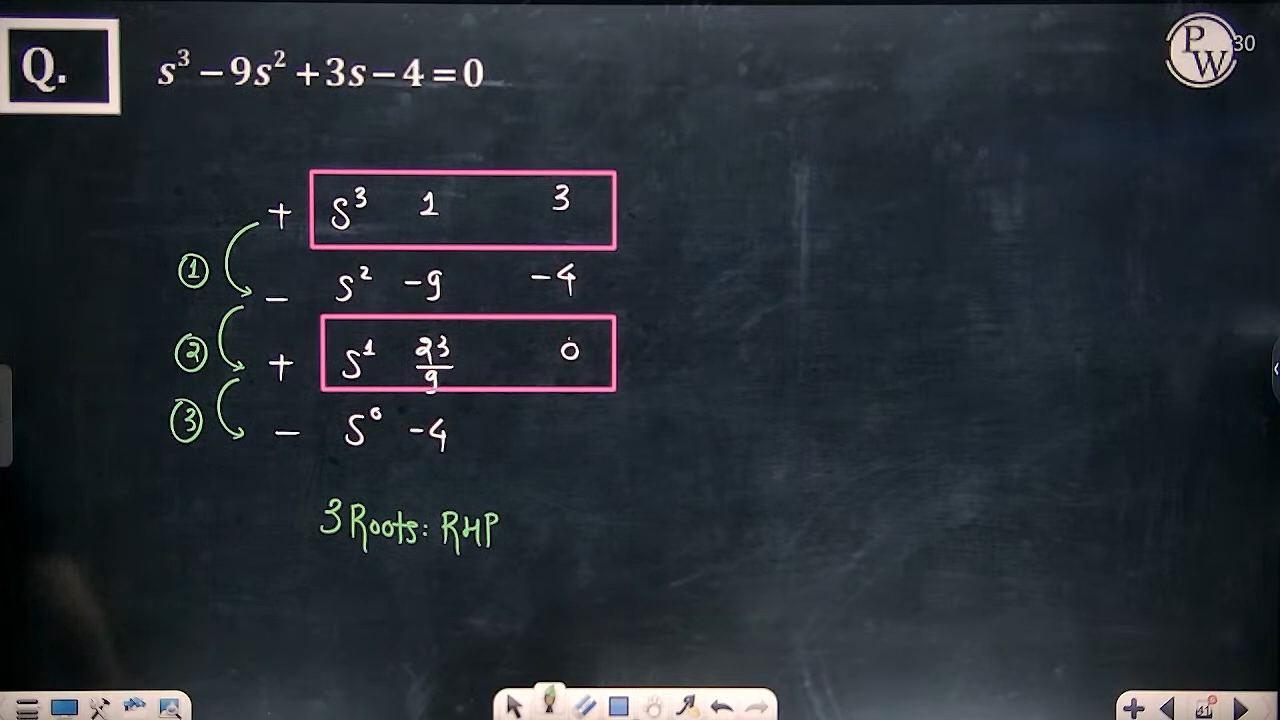 Q. s³ − 9s² + 3s − 4 = 0
PW 30
+ S³ 1 3
①
− S² -9 -4
②
+ S¹ 23/9 0
③
− S⁰ -4
3 Roots: RHP
41